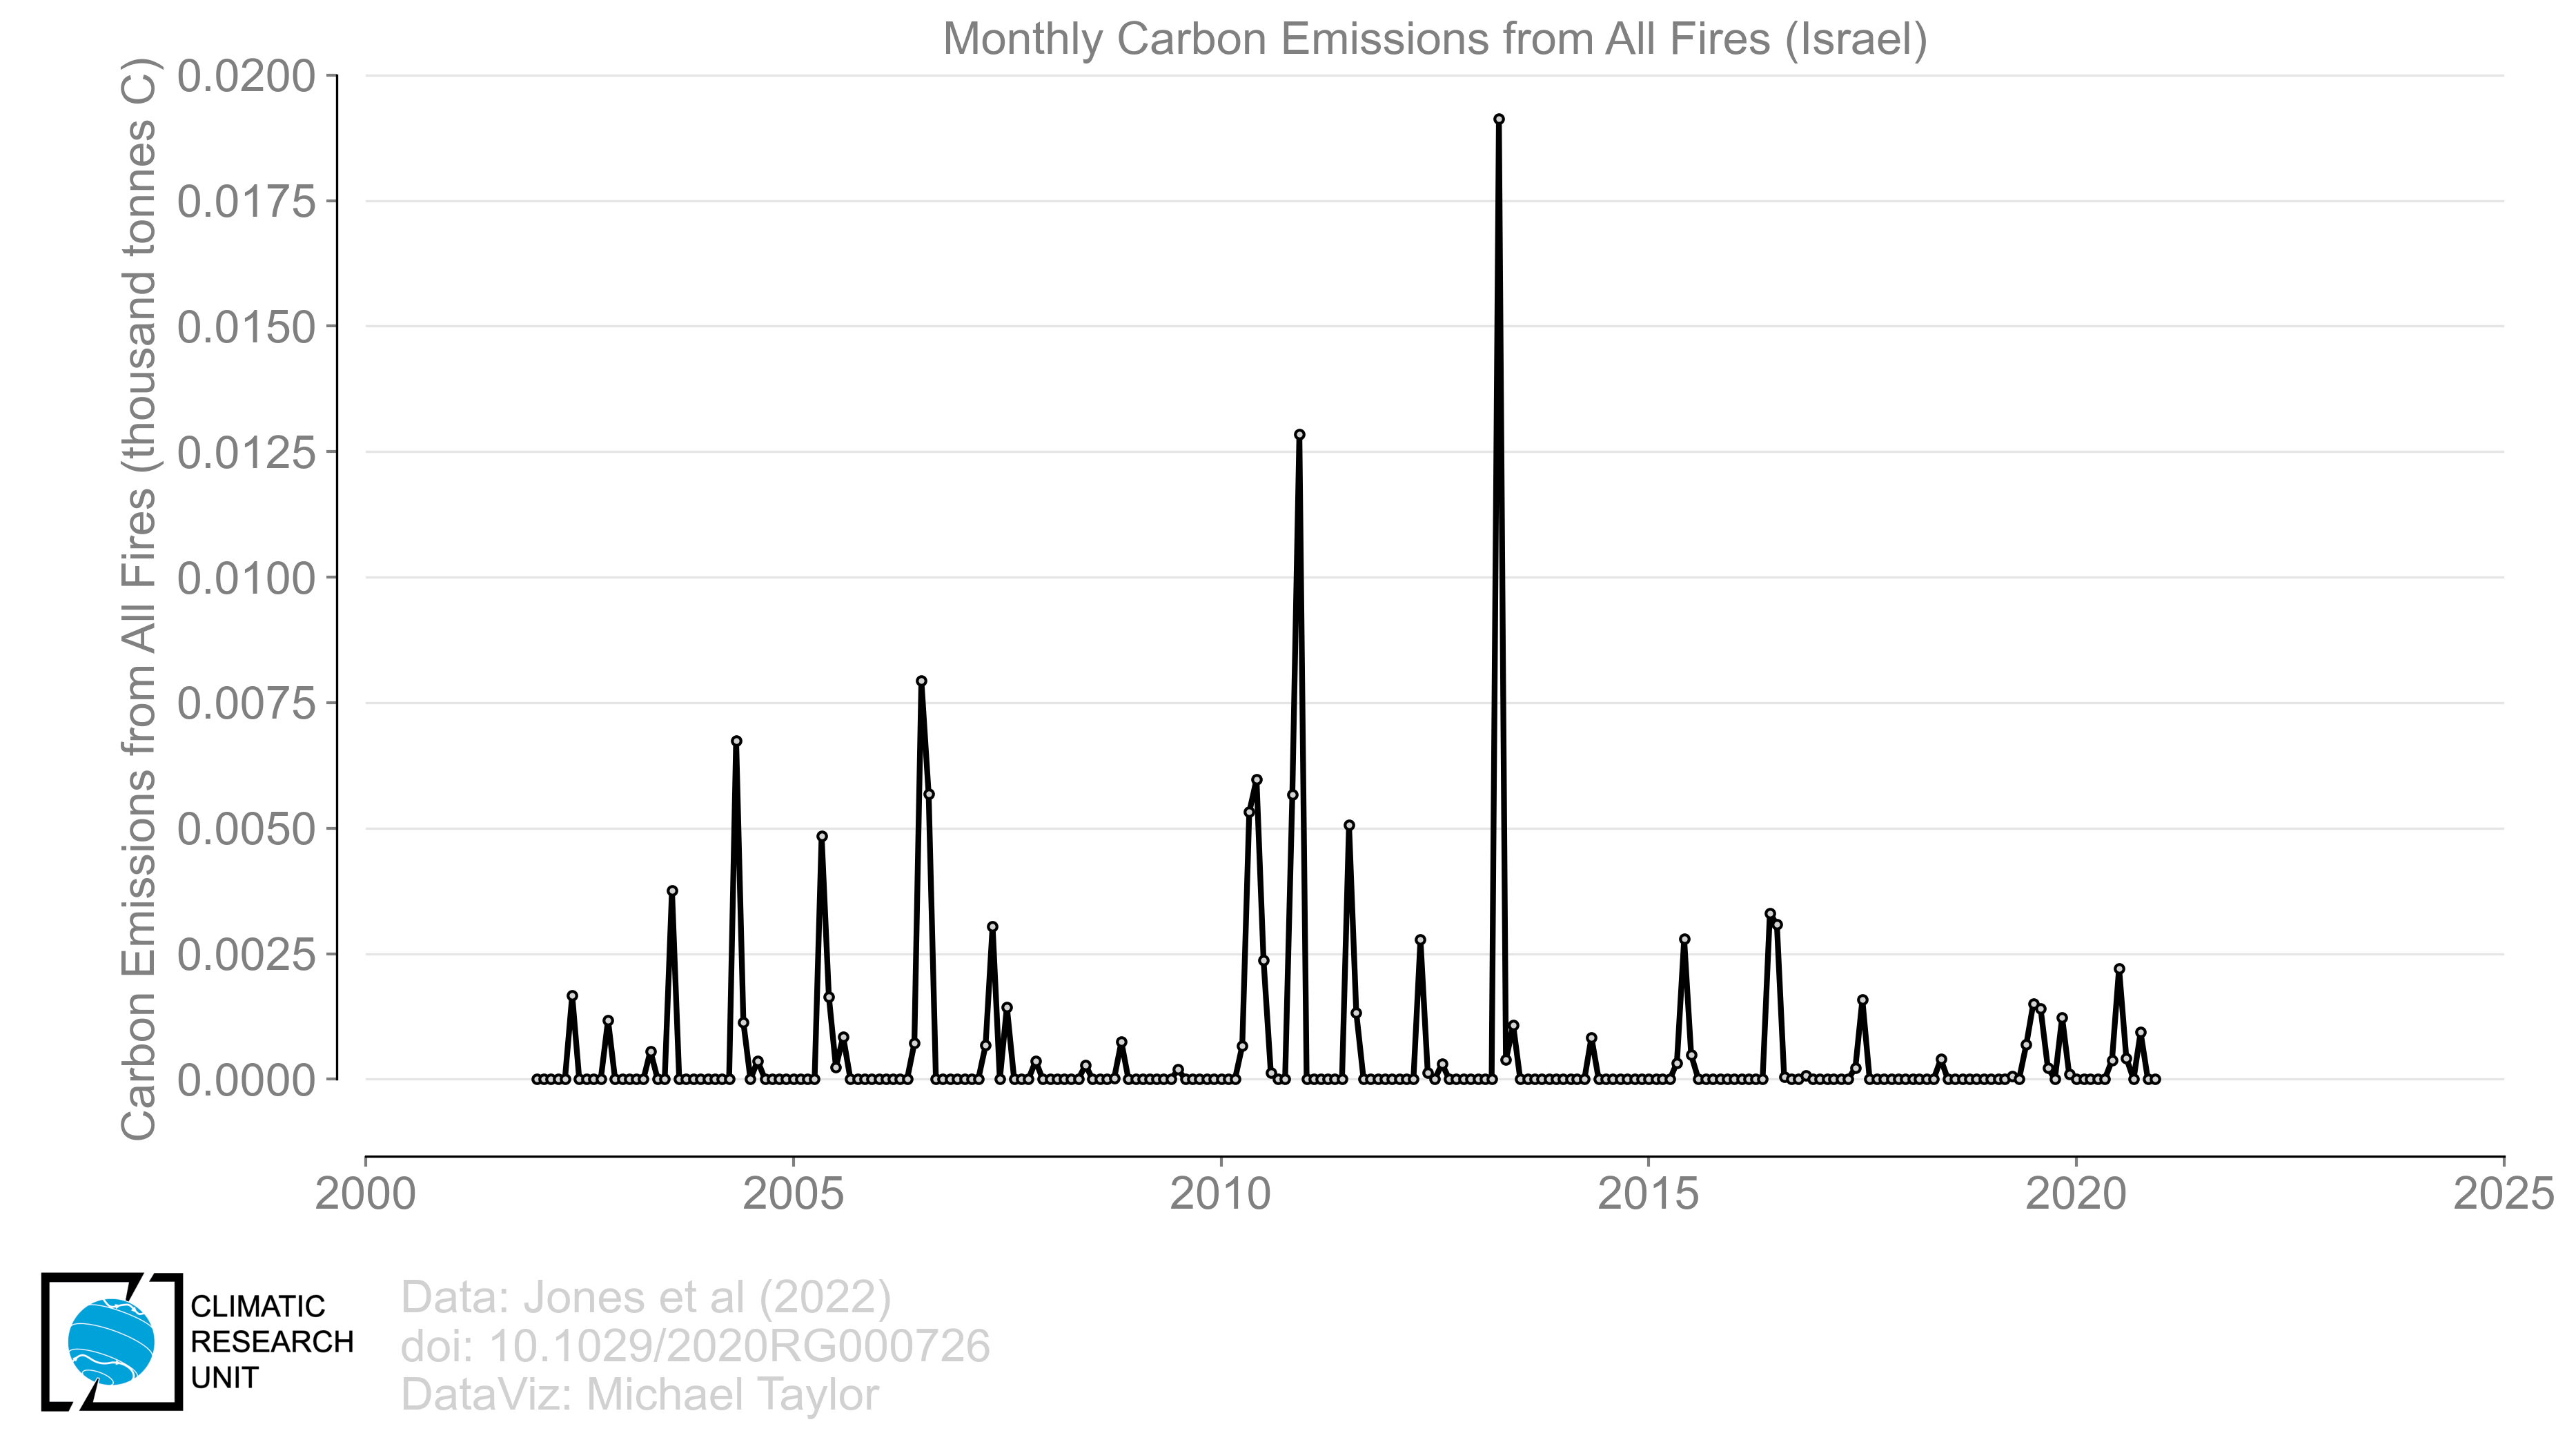 Monthly Carbon Emissions from All Fires (Israel)
Carbon Emissions from All Fires (thousand tonnes C)
0.0200
0.0175
0.0150
0.0125
0.0100
0.0075
0.0050
0.0025
0.0000
2000 2005 2010 2015 2020 2025
CLIMATIC
RESEARCH
UNIT
Data: Jones et al (2022)
doi: 10.1029/2020RG000726
DataViz: Michael Taylor